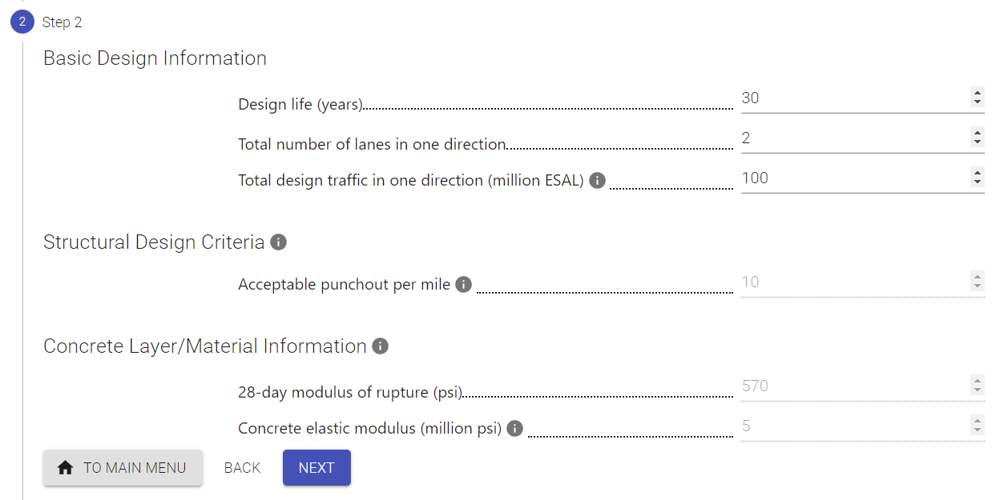 2 Step 2
Basic Design Information
Design life (years) 30
Total number of lanes in one direction 2
Total design traffic in one direction (million ESAL) i 100
Structural Design Criteria i
Acceptable punchout per mile i 10
Concrete Layer/Material Information i
28-day modulus of rupture (psi) 570
Concrete elastic modulus (million psi) i 5
TO MAIN MENU BACK NEXT